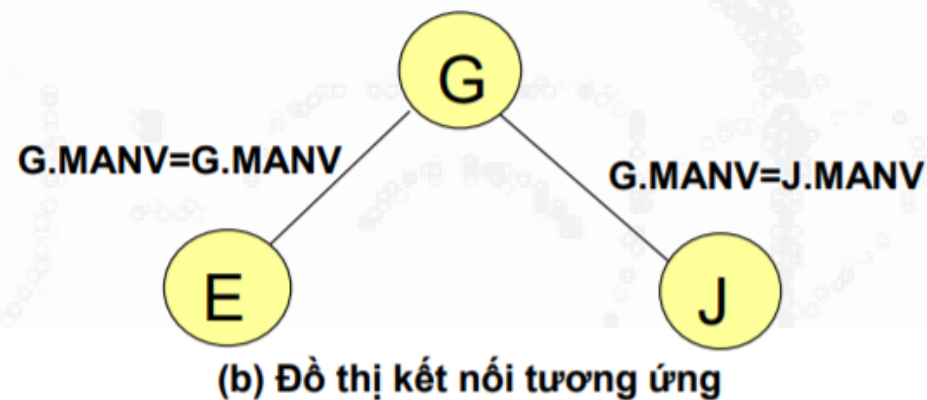 G
G.MANV=G.MANV
G.MANV=J.MANV
E
J
(b) Đồ thị kết nối tương ứng